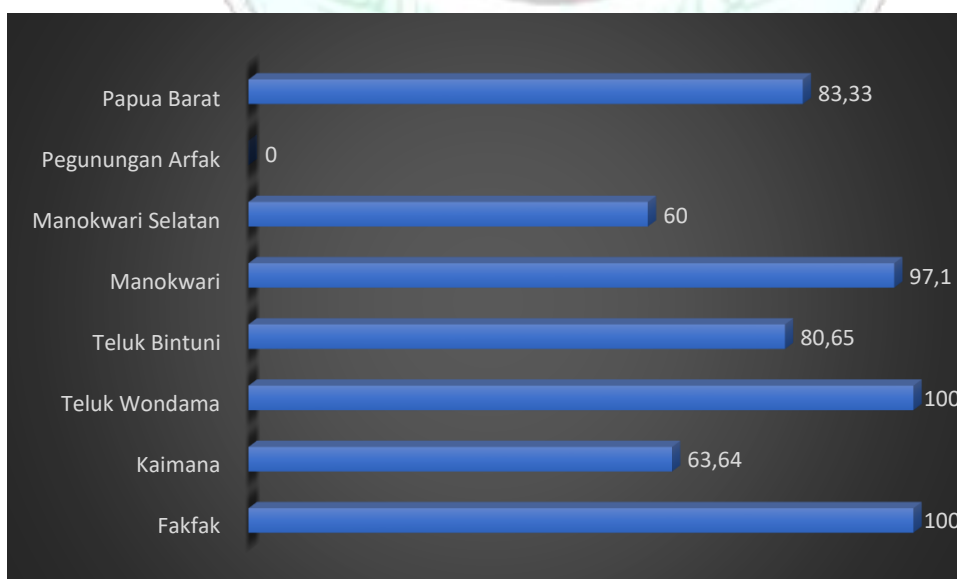 Papua Barat 83,33
Pegunungan Arfak 0
Manokwari Selatan 60
Manokwari 97,1
Teluk Bintuni 80,65
Teluk Wondama 100
Kaimana 63,64
Fakfak 100